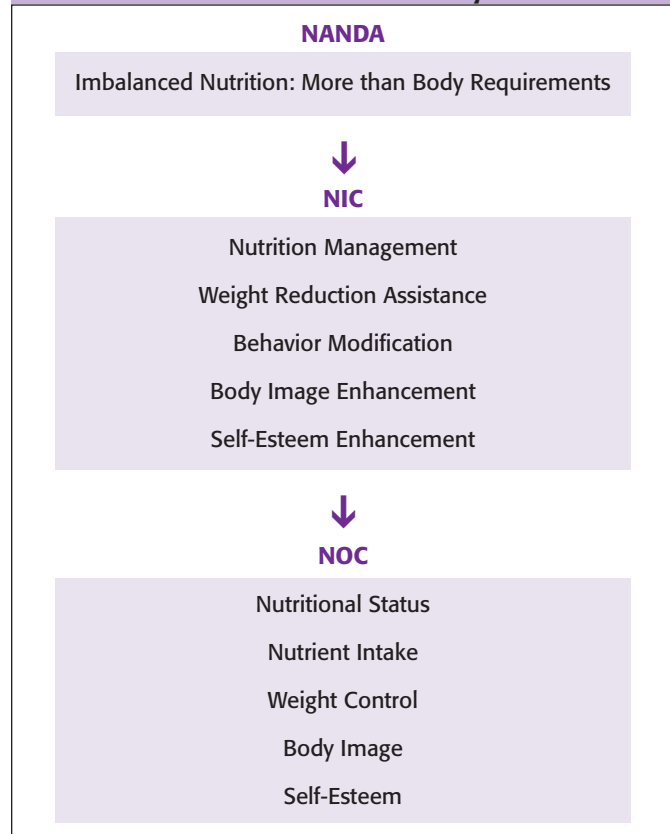 NANDA
Imbalanced Nutrition: More than Body Requirements
NIC
Nutrition Management
Weight Reduction Assistance
Behavior Modification
Body Image Enhancement
Self-Esteem Enhancement
NOC
Nutritional Status
Nutrient Intake
Weight Control
Body Image
Self-Esteem